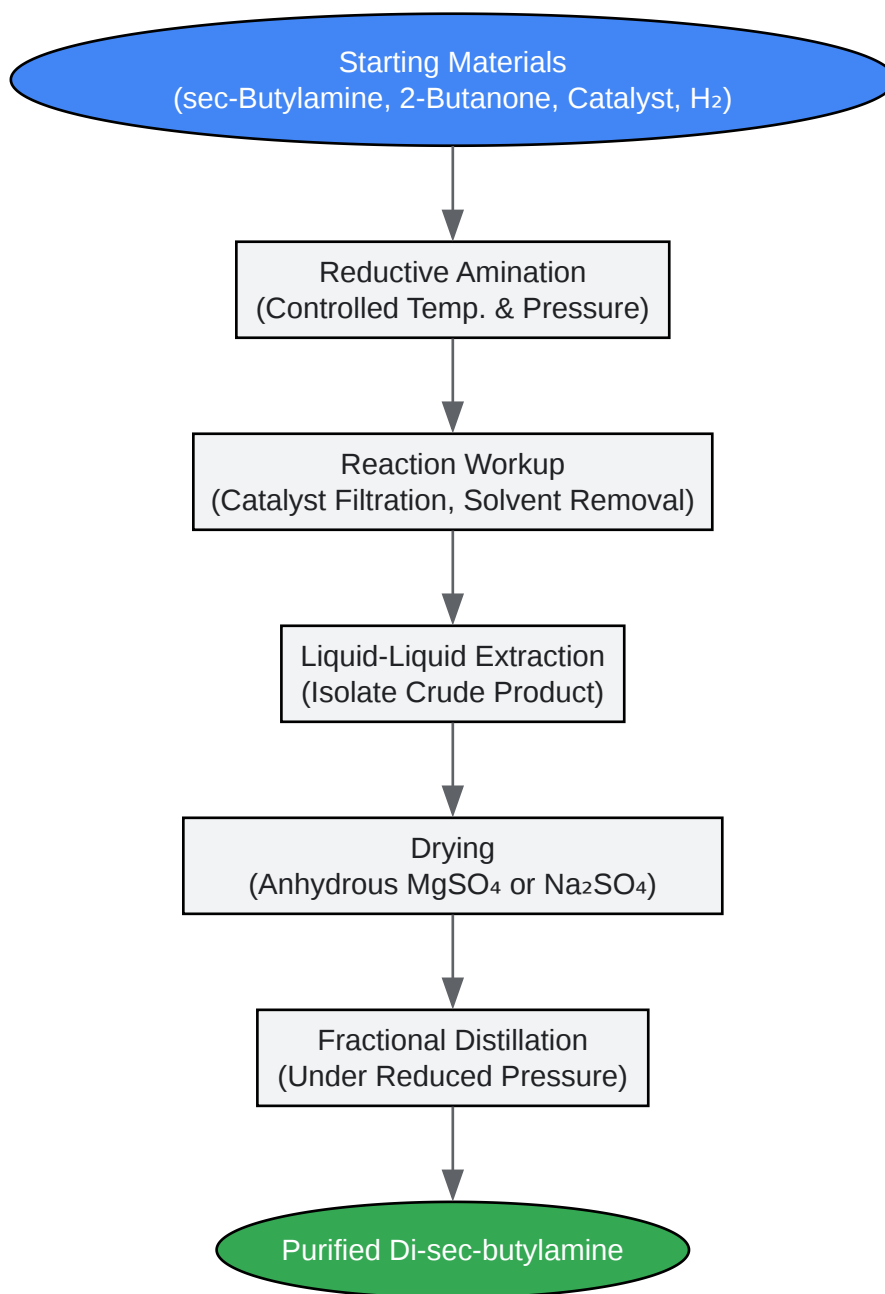 Starting Materials
(sec-Butylamine, 2-Butanone, Catalyst, H₂)
Reductive Amination
(Controlled Temp. & Pressure)
Reaction Workup
(Catalyst Filtration, Solvent Removal)
Liquid-Liquid Extraction
(Isolate Crude Product)
Drying
(Anhydrous MgSO₄ or Na₂SO₄)
Fractional Distillation
(Under Reduced Pressure)
Purified Di-sec-butylamine